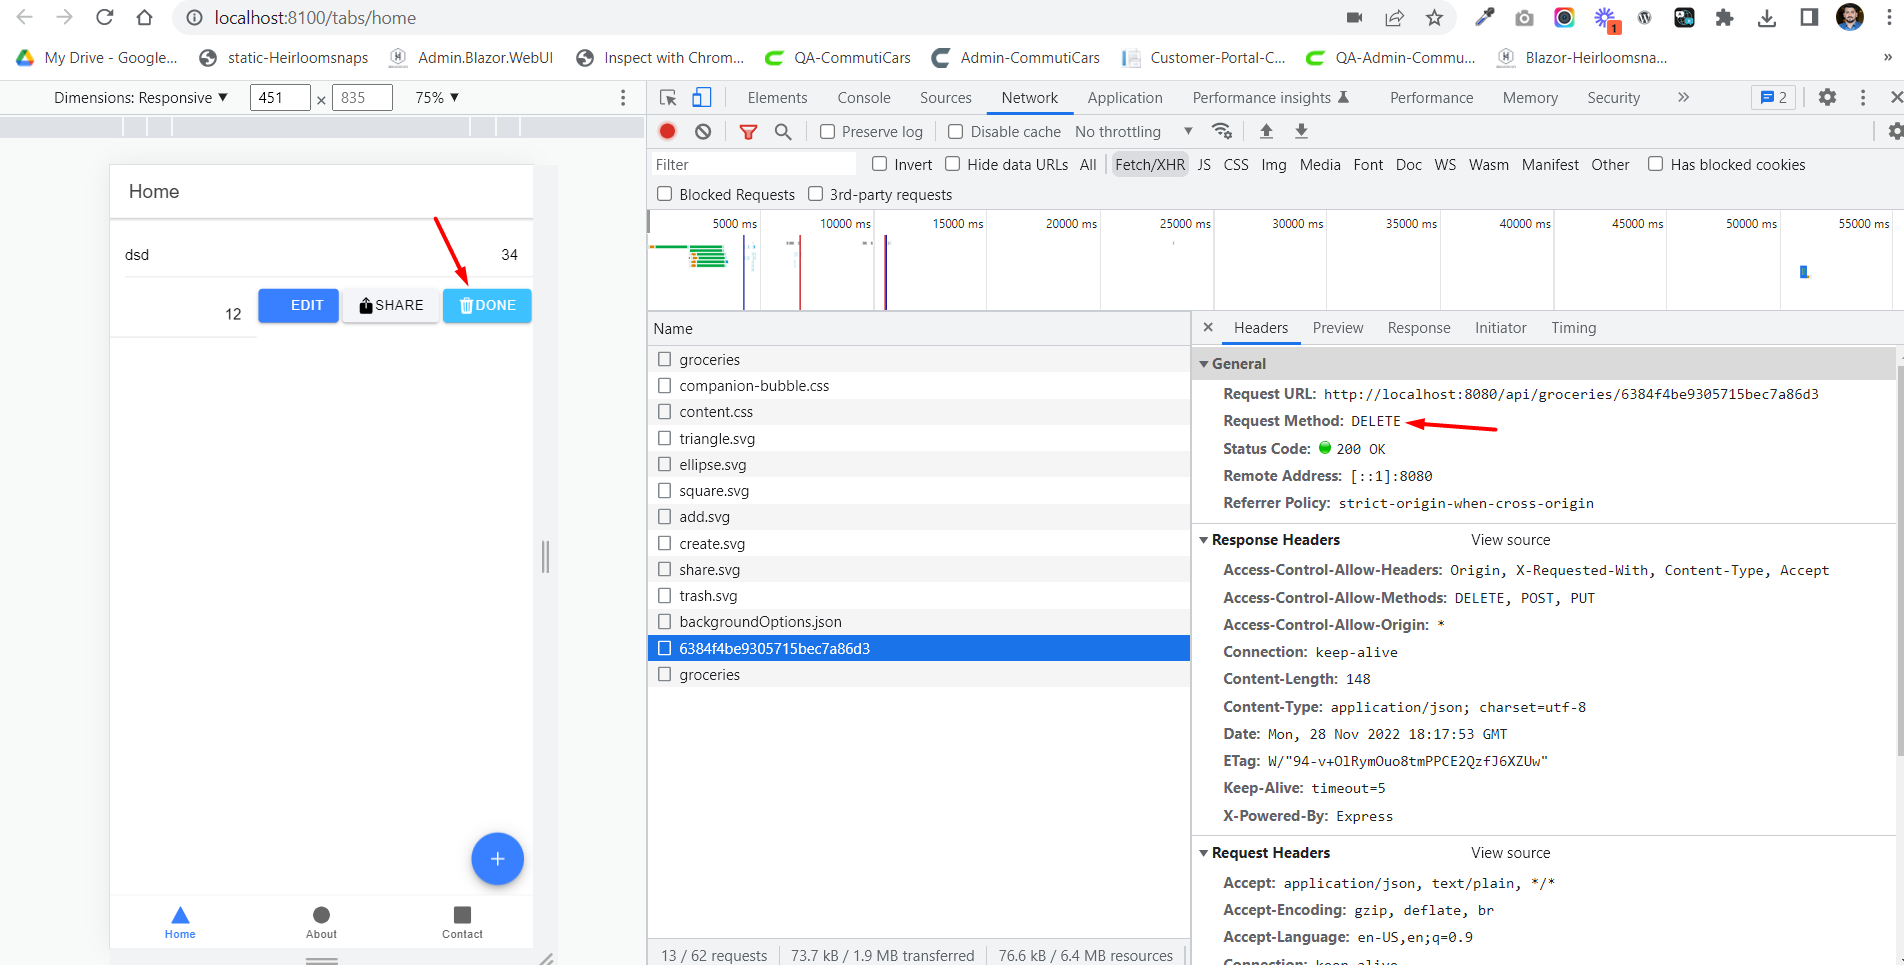 localhost:8100/tabs/home
1
My Drive - Google...
static-Heirloomsnaps
Admin.Blazor.WebUI
Inspect with Chrom...
QA-CommutiCars
Admin-CommutiCars
Customer-Portal-C...
QA-Admin-Commu...
Blazor-Heirloomsna...
»
Dimensions: Responsive ▼ 451 × 835 75% ▼
Elements Console Sources Network Application Performance insights Performance Memory Security » 2
Preserve log Disable cache No throttling ▼
Filter Invert Hide data URLs All Fetch/XHR JS CSS Img Media Font Doc WS Wasm Manifest Other Has blocked cookies
Blocked Requests 3rd-party requests
5000 ms 10000 ms 15000 ms 20000 ms 25000 ms 30000 ms 35000 ms 40000 ms 45000 ms 50000 ms 55000 ms
Home
dsd 34
12 EDIT SHARE DONE
+
Home About Contact
Name
groceries
companion-bubble.css
content.css
triangle.svg
ellipse.svg
square.svg
add.svg
create.svg
share.svg
trash.svg
backgroundOptions.json
6384f4be9305715bec7a86d3
groceries
13 / 62 requests 73.7 kB / 1.9 MB transferred 76.6 kB / 6.4 MB resources
× Headers Preview Response Initiator Timing
▼ General
Request URL: http://localhost:8080/api/groceries/6384f4be9305715bec7a86d3
Request Method: DELETE
Status Code: 200 OK
Remote Address: [::1]:8080
Referrer Policy: strict-origin-when-cross-origin
▼ Response Headers View source
Access-Control-Allow-Headers: Origin, X-Requested-With, Content-Type, Accept
Access-Control-Allow-Methods: DELETE, POST, PUT
Access-Control-Allow-Origin: *
Connection: keep-alive
Content-Length: 148
Content-Type: application/json; charset=utf-8
Date: Mon, 28 Nov 2022 18:17:53 GMT
ETag: W/"94-v+OlRymOuo8tmPPCE2QzfJ6XZUw"
Keep-Alive: timeout=5
X-Powered-By: Express
▼ Request Headers View source
Accept: application/json, text/plain, */*
Accept-Encoding: gzip, deflate, br
Accept-Language: en-US,en;q=0.9
Connection: keep-alive